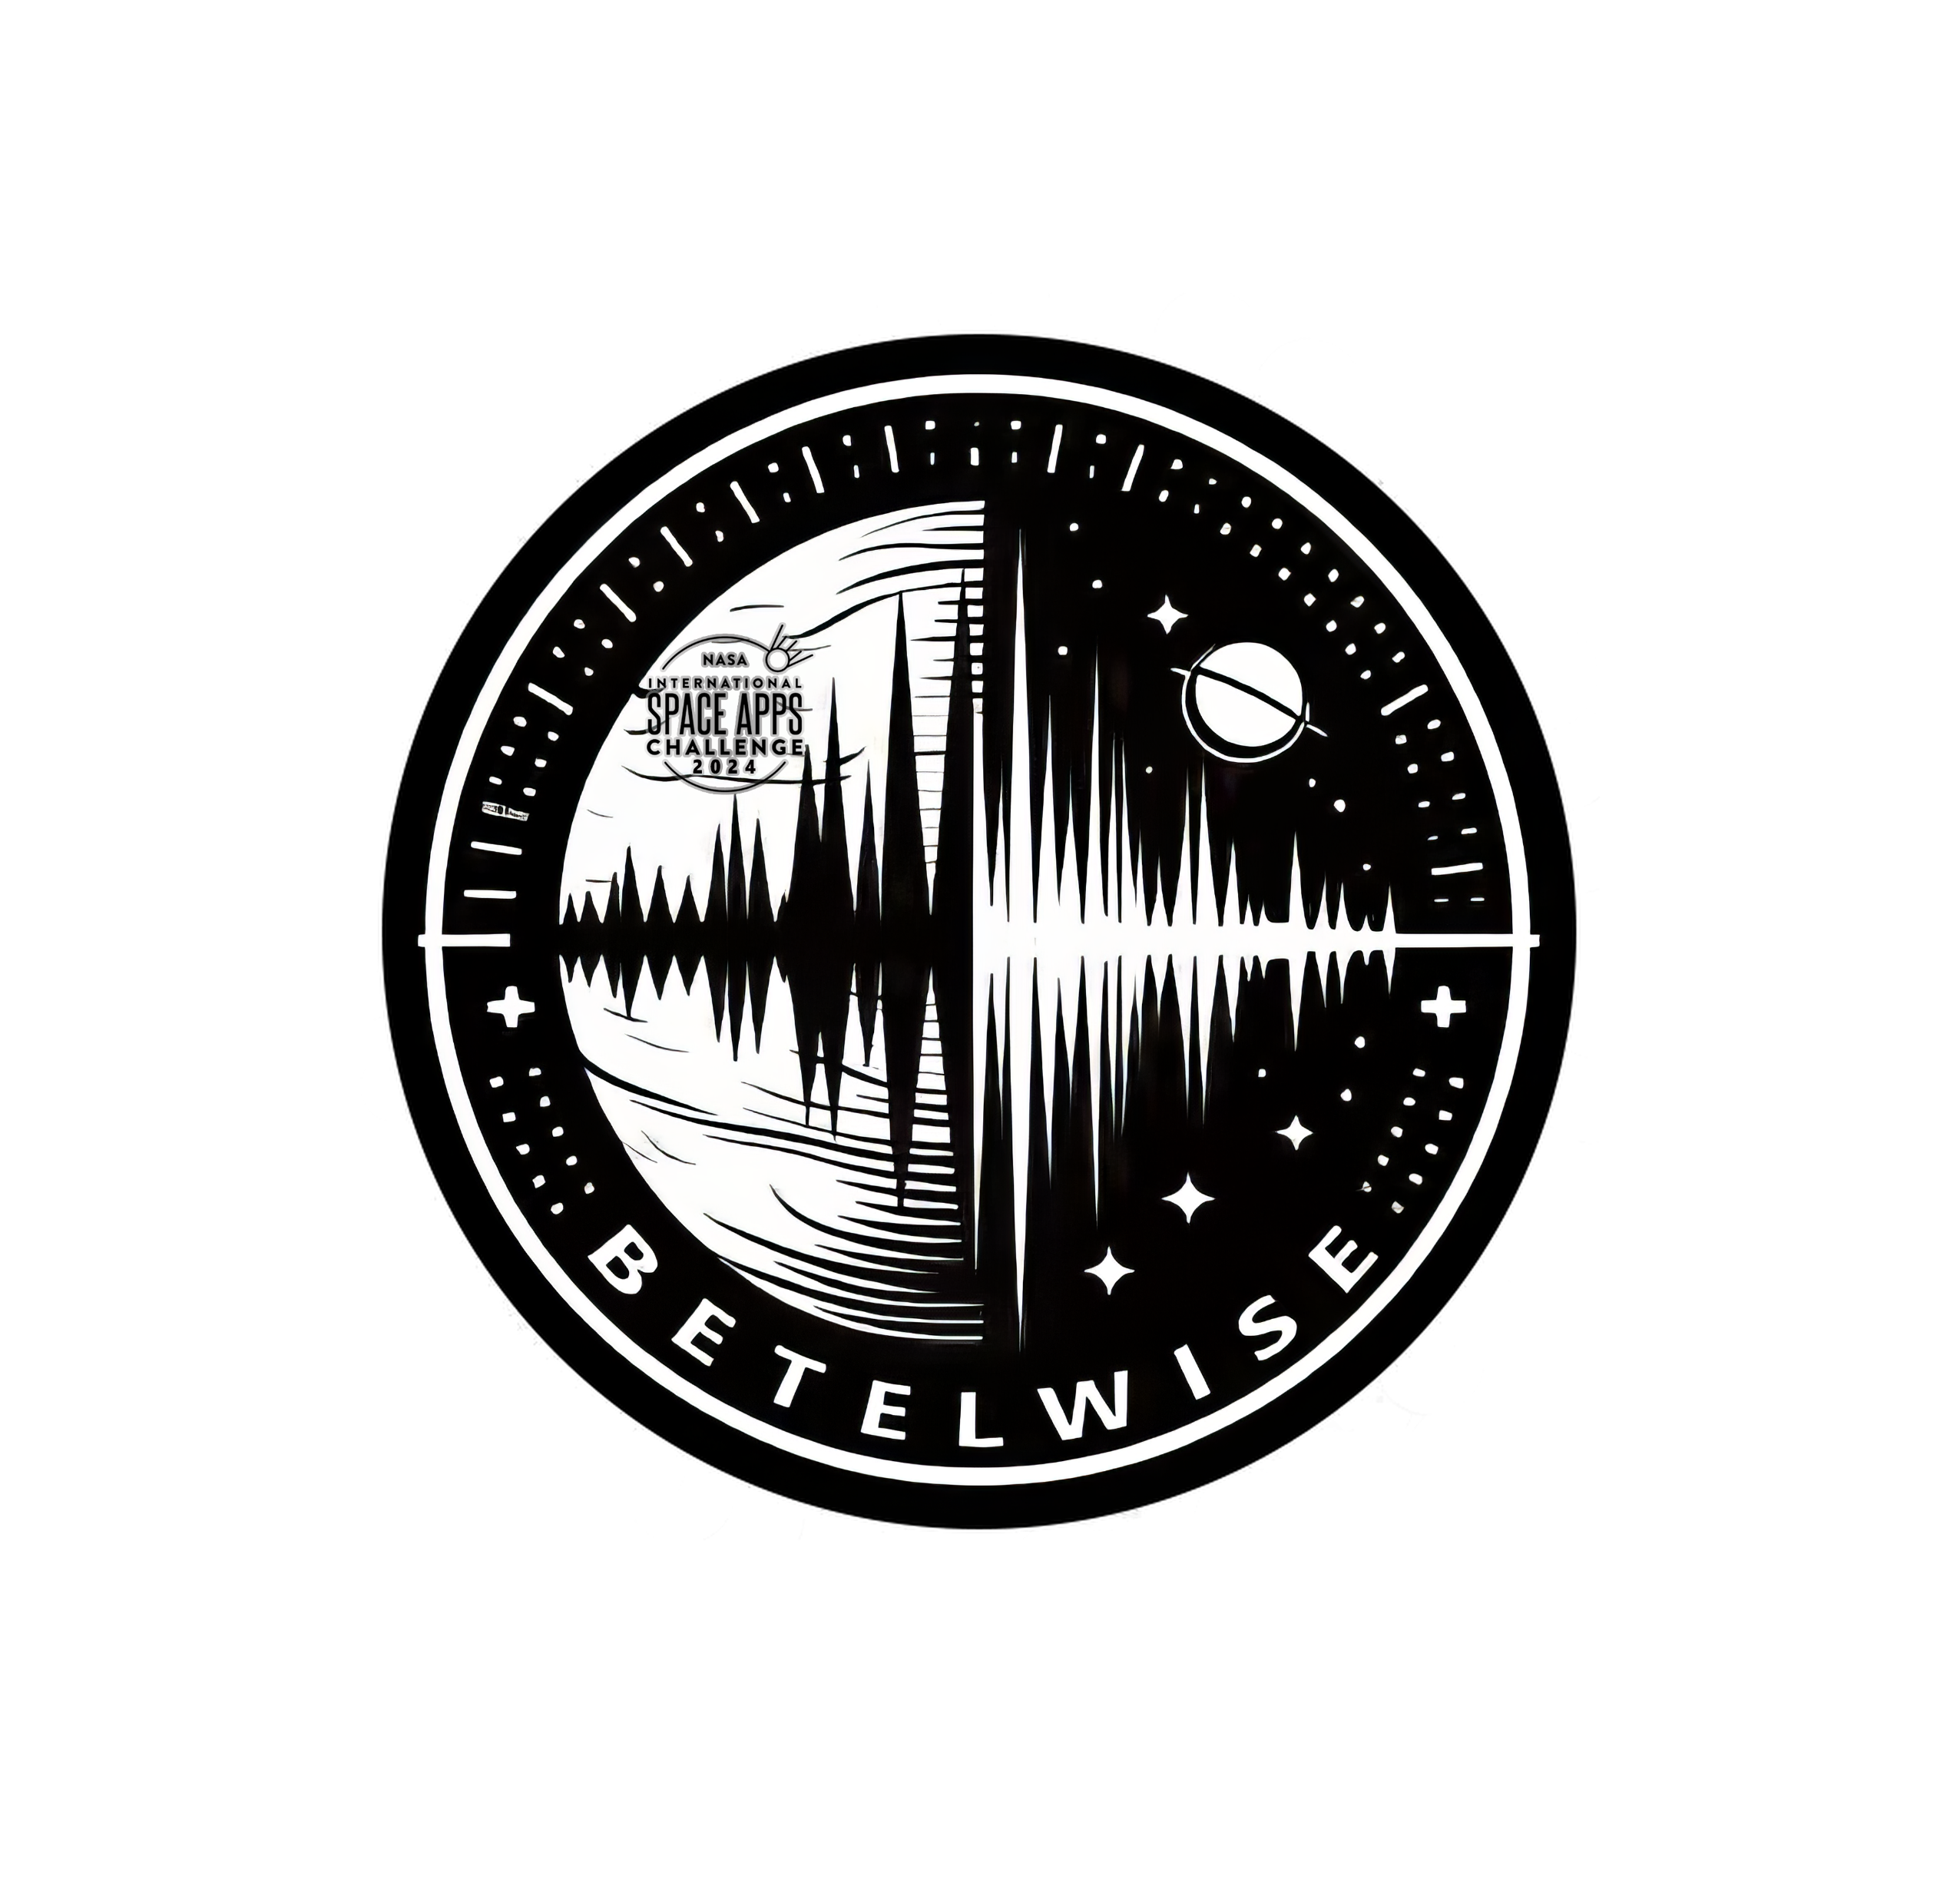 NASA
INTERNATIONAL
SPACE APPS
CHALLENGE
2024
BETELWISE